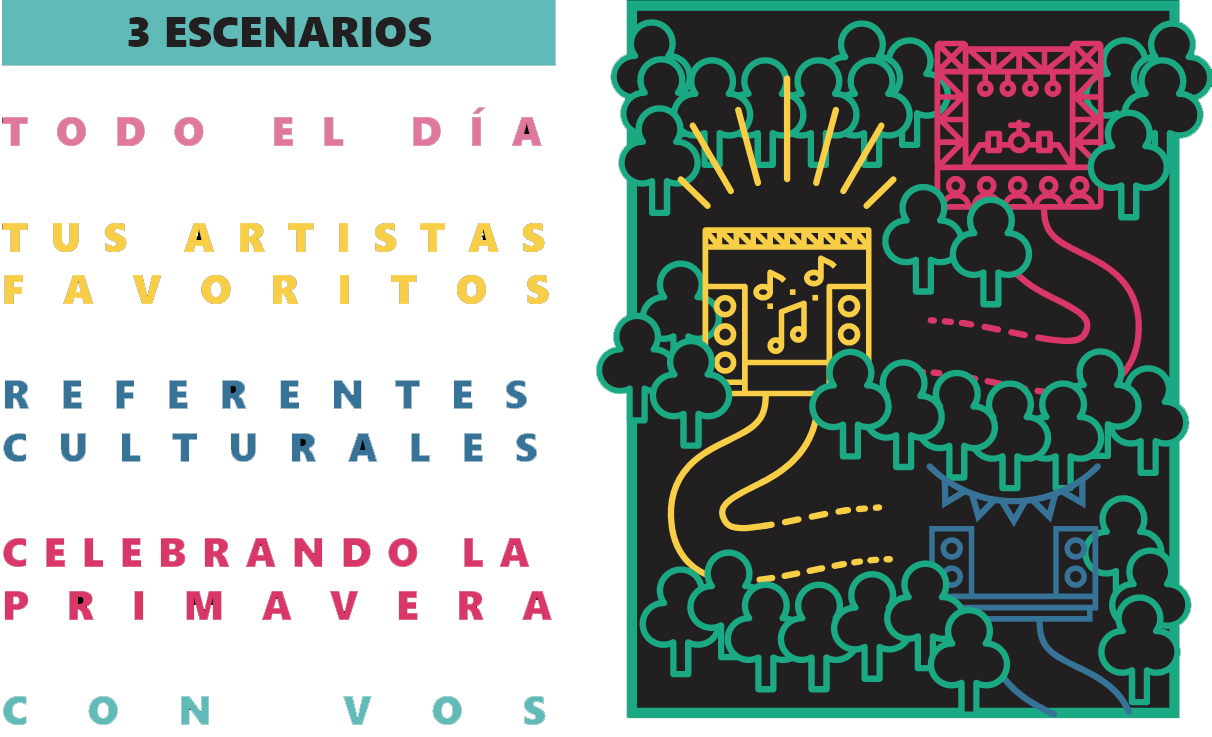 3 ESCENARIOS
TODO EL DÍA
TUS ARTISTAS
FAVORITOS
REFERENTES
CULTURALES
CELEBRANDO LA
PRIMAVERA
CON VOS